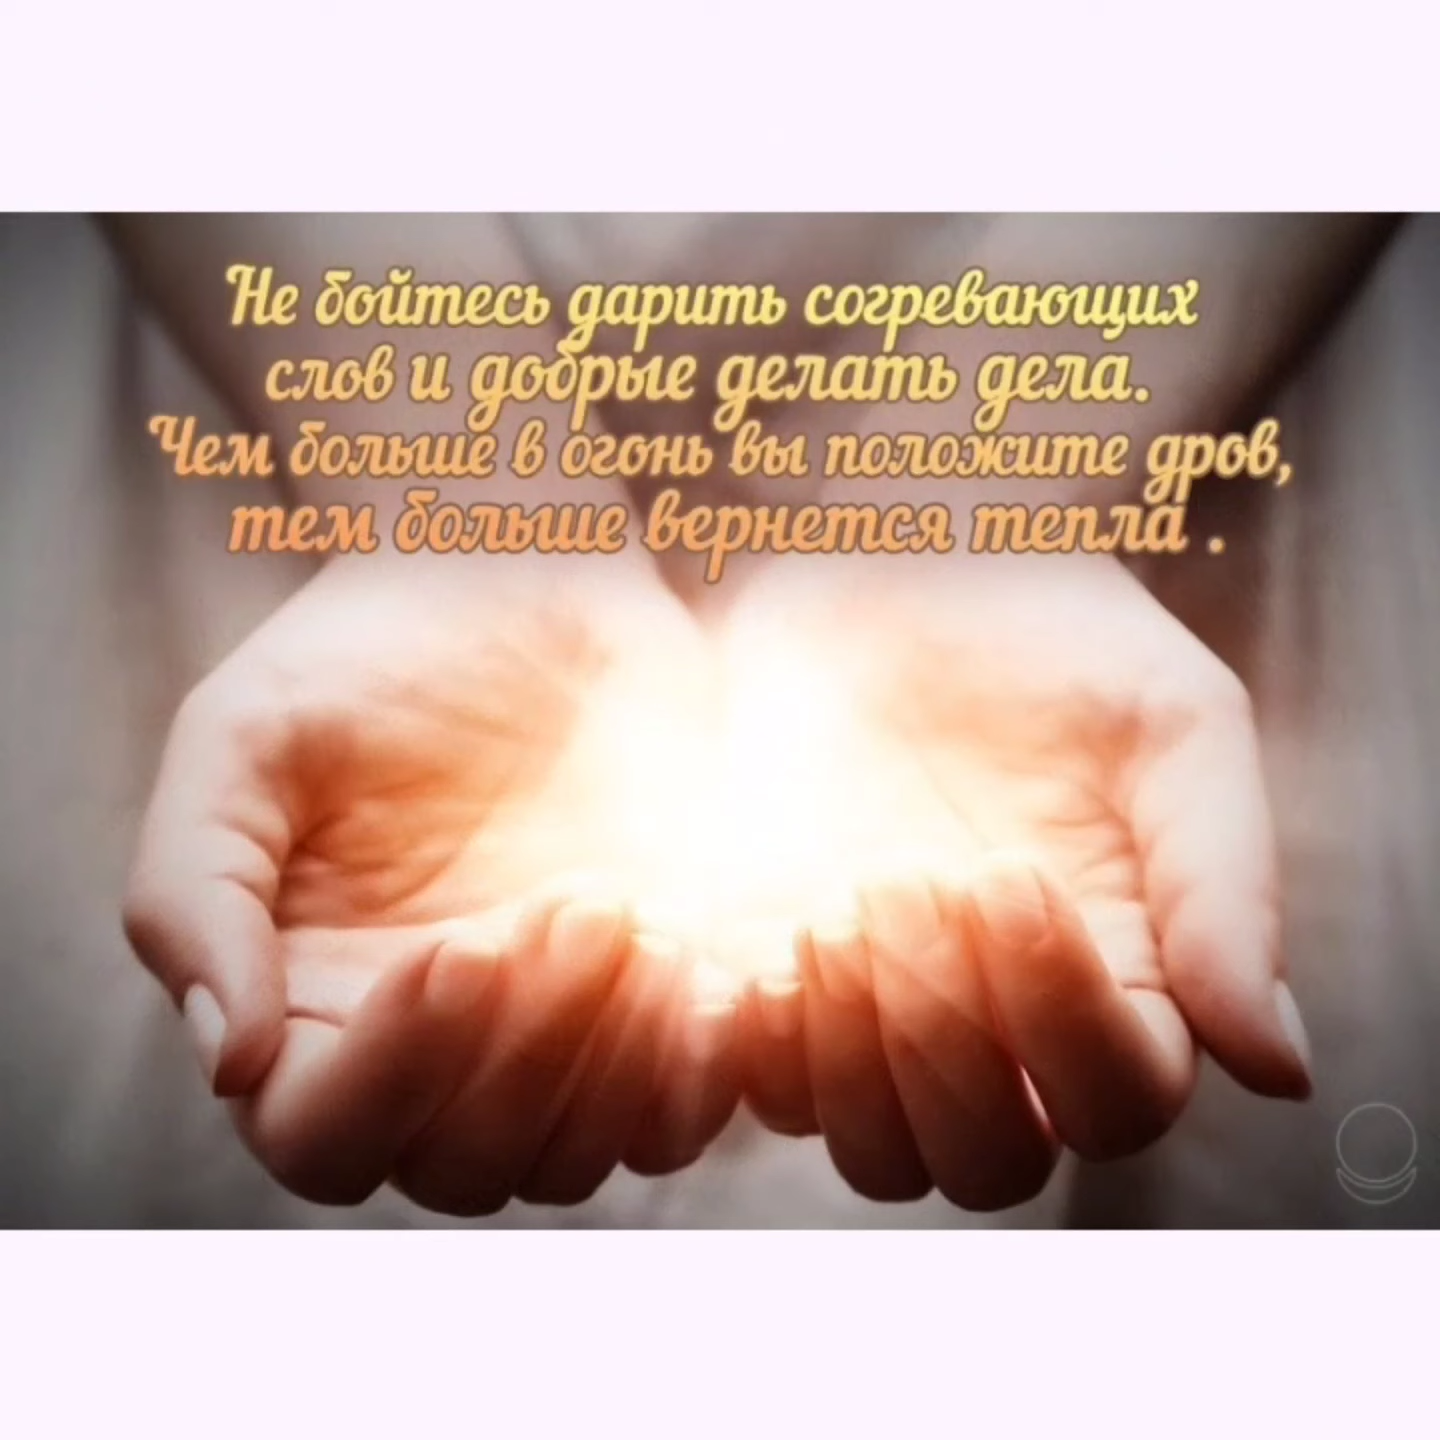 Не бойтесь дарить согревающих
слов и добрые делать дела.
Чем больше в огонь вы положите дров,
тем больше вернется тепла .